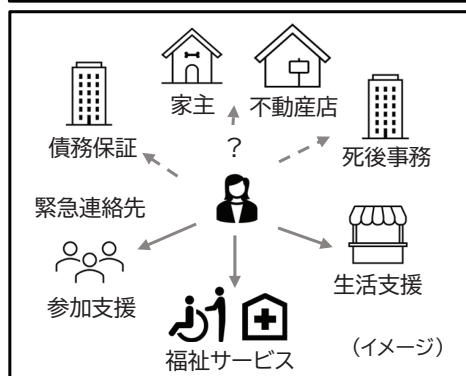 家主
不動産店
債務保証
?
死後事務
緊急連絡先
参加支援
生活支援
福祉サービス
(イメージ)